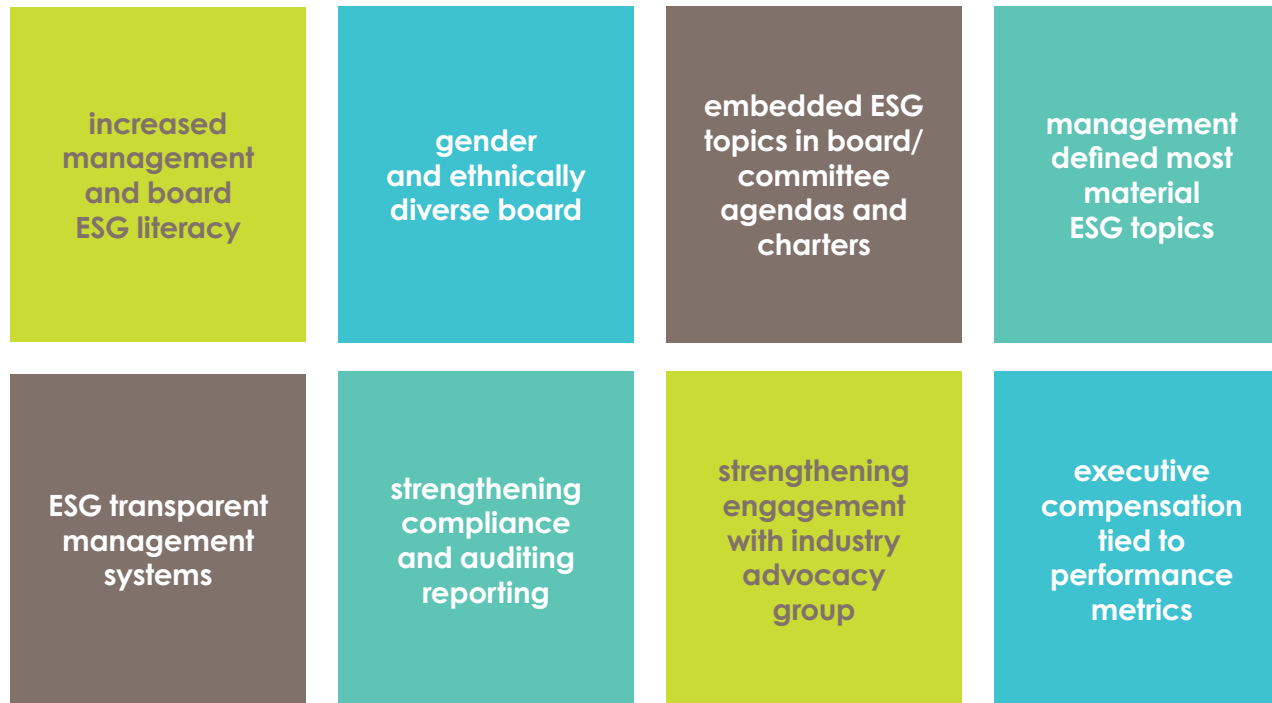 increased
management
and board
ESG literacy
gender
and ethnically
diverse board
embedded ESG
topics in board/
committee
agendas and
charters
management
defined most
material
ESG topics
ESG transparent
management
systems
strengthening
compliance
and auditing
reporting
strengthening
engagement
with industry
advocacy
group
executive
compensation
tied to
performance
metrics